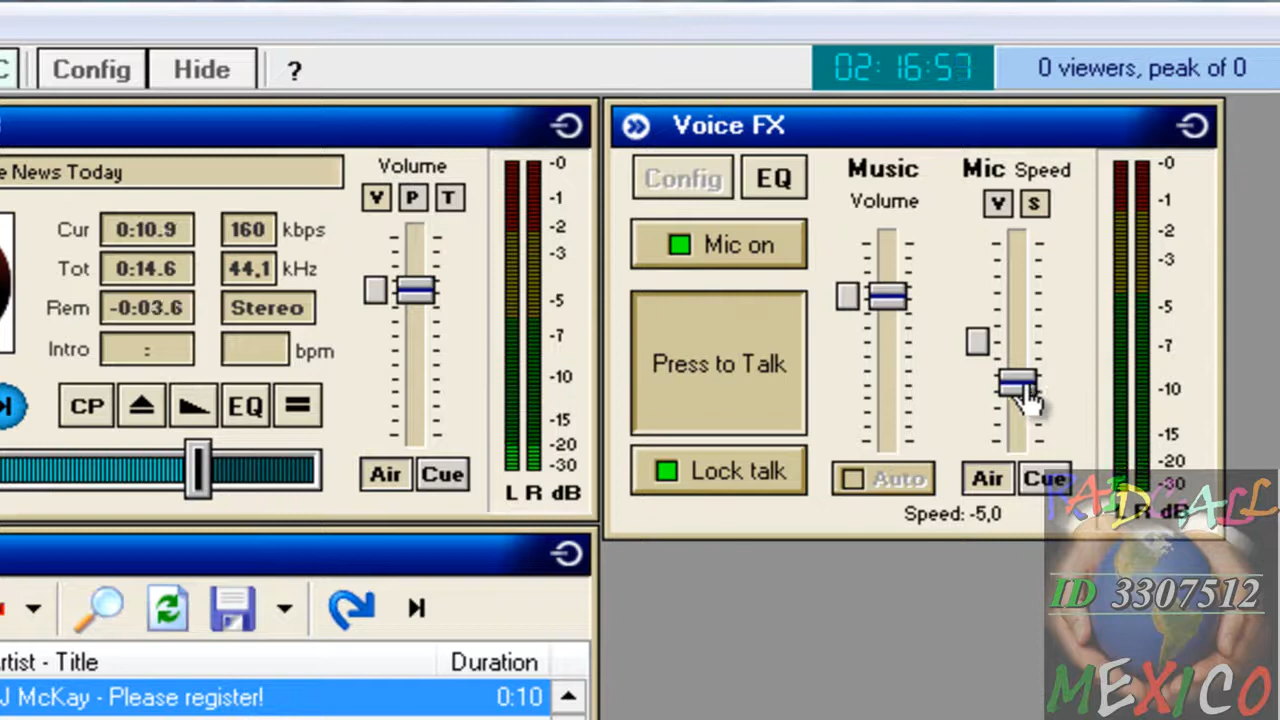 C Config Hide ? 02:16:57 0 viewers, peak of 0
e News Today
Cur 0:10.9 160 kbps
Tot 0:14.6 44,1 kHz
Rem -0:03.6 Stereo
Intro : bpm
CP EQ
Volume
V P T
Air Cue
-0
-1
-2
-3
-5
-7
-10
-15
-20
-30
L R dB
Voice FX
Config EQ
Mic on
Press to Talk
Lock talk
Music
Volume
Auto
Mic Speed
V S
Air Cue
Speed: -5,0
-0
-1
-2
-3
-5
-7
-10
-15
-20
-30
L R dB
rtist - Title Duration
J McKay - Please register! 0:10
RAIDCALL
ID 3307512
MEXICO